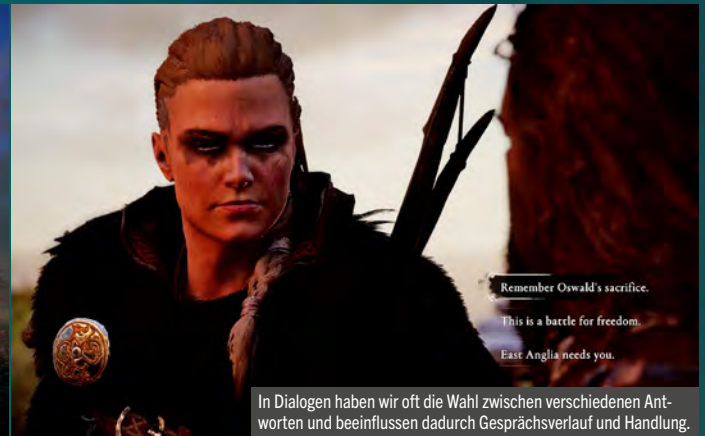 Remember Oswald's sacrifice.
This is a battle for freedom.
East Anglia needs you.
In Dialogen haben wir oft die Wahl zwischen verschiedenen Ant-
worten und beeinflussen dadurch Gesprächsverlauf und Handlung.